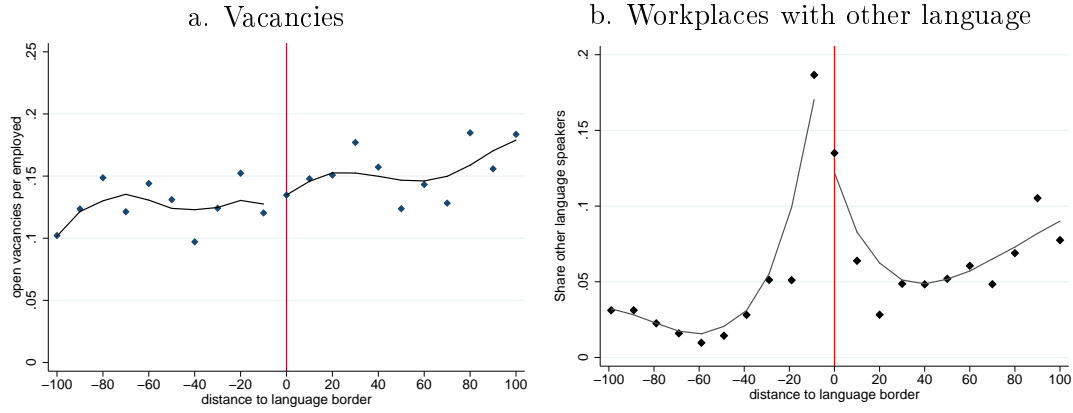 a. Vacancies
open vacancies per employed
.25
.2
.15
.1
.05
0
−100 −80 −60 −40 −20 0 20 40 60 80 100
distance to language border
b. Workplaces with other language
Share other language speakers
.2
.15
.1
.05
0
−100 −80 −60 −40 −20 0 20 40 60 80 100
distance to language border